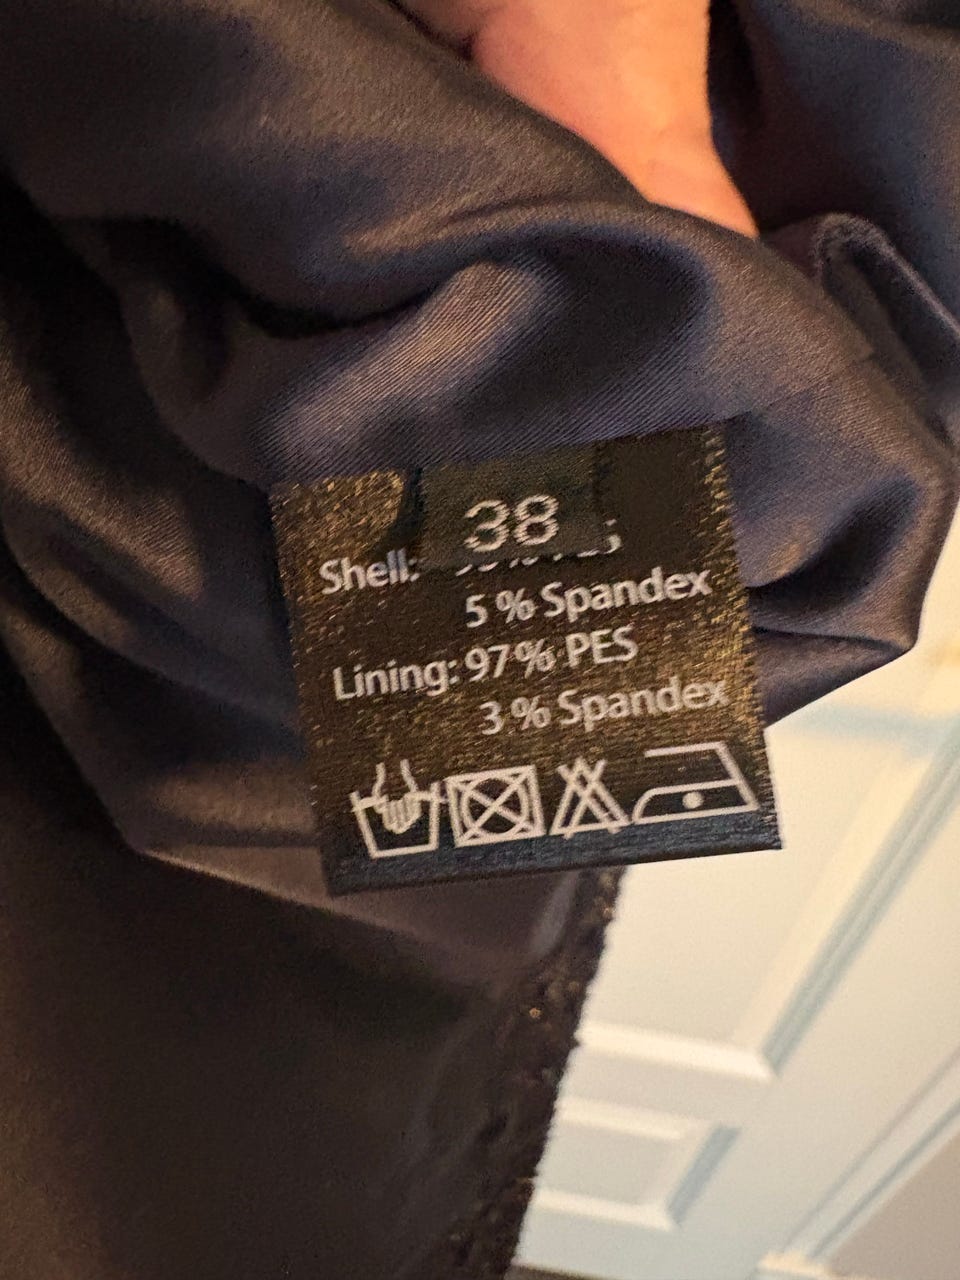 38
Shell:
5 % Spandex
Lining: 97% PES
3 % Spandex